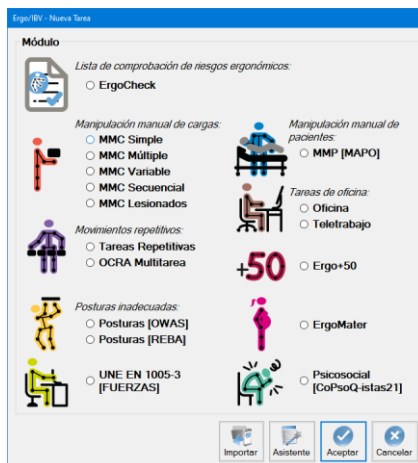 Ergo/IBV - Nueva Tarea
Módulo
Lista de comprobación de riesgos ergonómicos:
ErgoCheck
Manipulación manual de cargas:
MMC Simple
MMC Múltiple
MMC Variable
MMC Secuencial
MMC Lesionados
Manipulación manual de
pacientes:
MMP [MAPO]
Tareas de oficina:
Oficina
Teletrabajo
Movimientos repetitivos:
Tareas Repetitivas
OCRA Multitarea
+50
Ergo+50
Posturas inadecuadas:
Posturas [OWAS]
Posturas [REBA]
ErgoMater
UNE EN 1005-3
[FUERZAS]
Psicosocial
[CoPsoQ-istas21]
Importar
Asistente
Aceptar
Cancelar